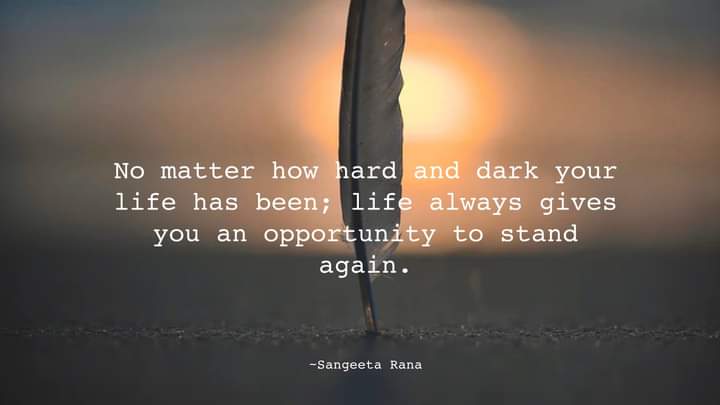 No matter how hard and dark your
life has been; life always gives
you an opportunity to stand
again.
~Sangeeta Rana